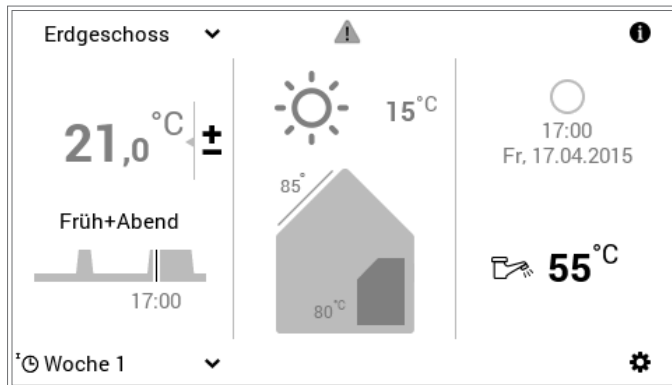 Erdgeschoss
21,0 °C ±
Früh+Abend
17:00
Woche 1
15°C
85°
80°C
17:00
Fr, 17.04.2015
55°C